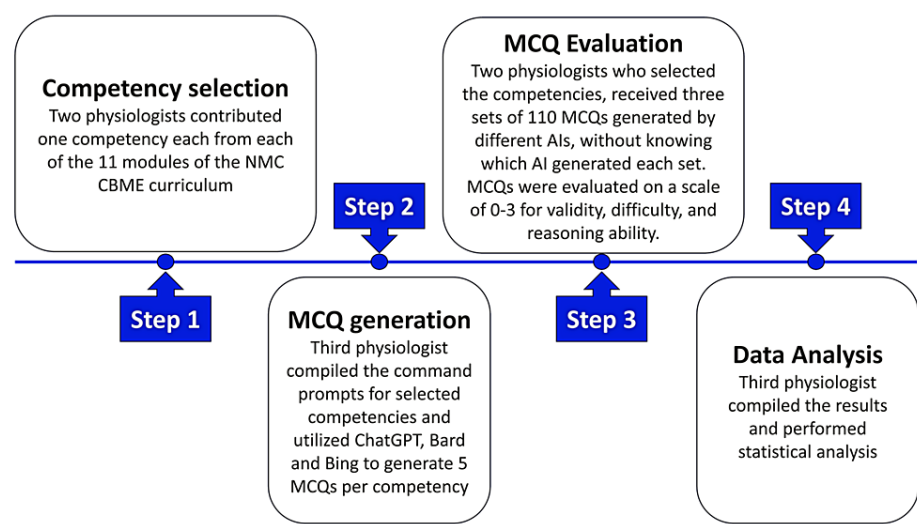 Competency selection
Two physiologists contributed
one competency each from each
of the 11 modules of the NMC
CBME curriculum
Step 1
Step 2
MCQ generation
Third physiologist
compiled the command
prompts for selected
competencies and
utilized ChatGPT, Bard
and Bing to generate 5
MCQs per competency
MCQ Evaluation
Two physiologists who selected
the competencies, received three
sets of 110 MCQs generated by
different AIs, without knowing
which AI generated each set.
MCQs were evaluated on a scale
of 0-3 for validity, difficulty, and
reasoning ability.
Step 3
Step 4
Data Analysis
Third physiologist
compiled the results
and performed
statistical analysis